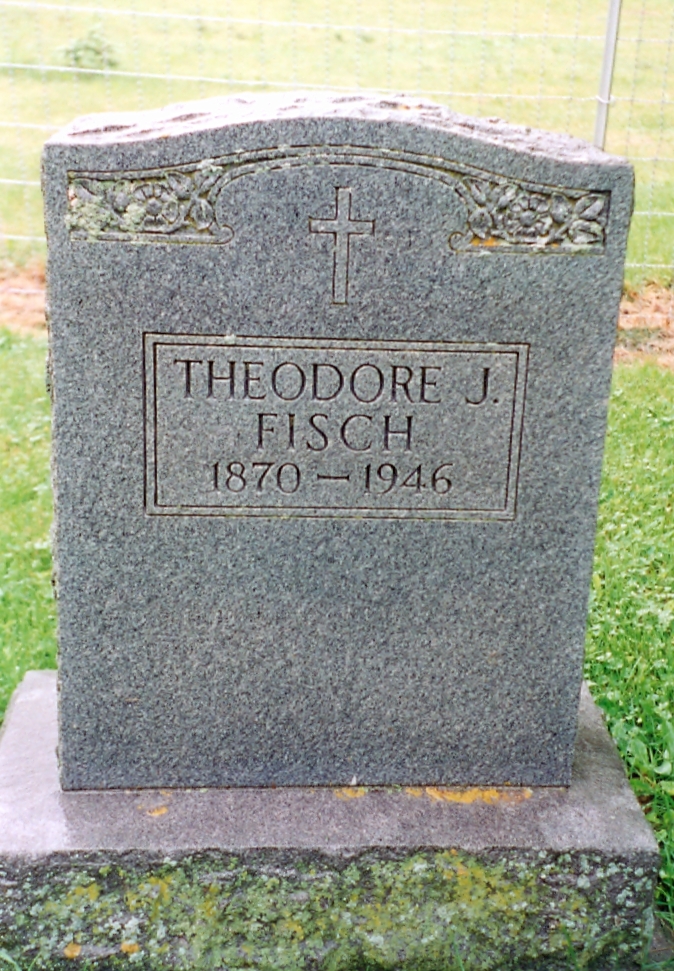 THEODORE J.
FISCH
1870 — 1946